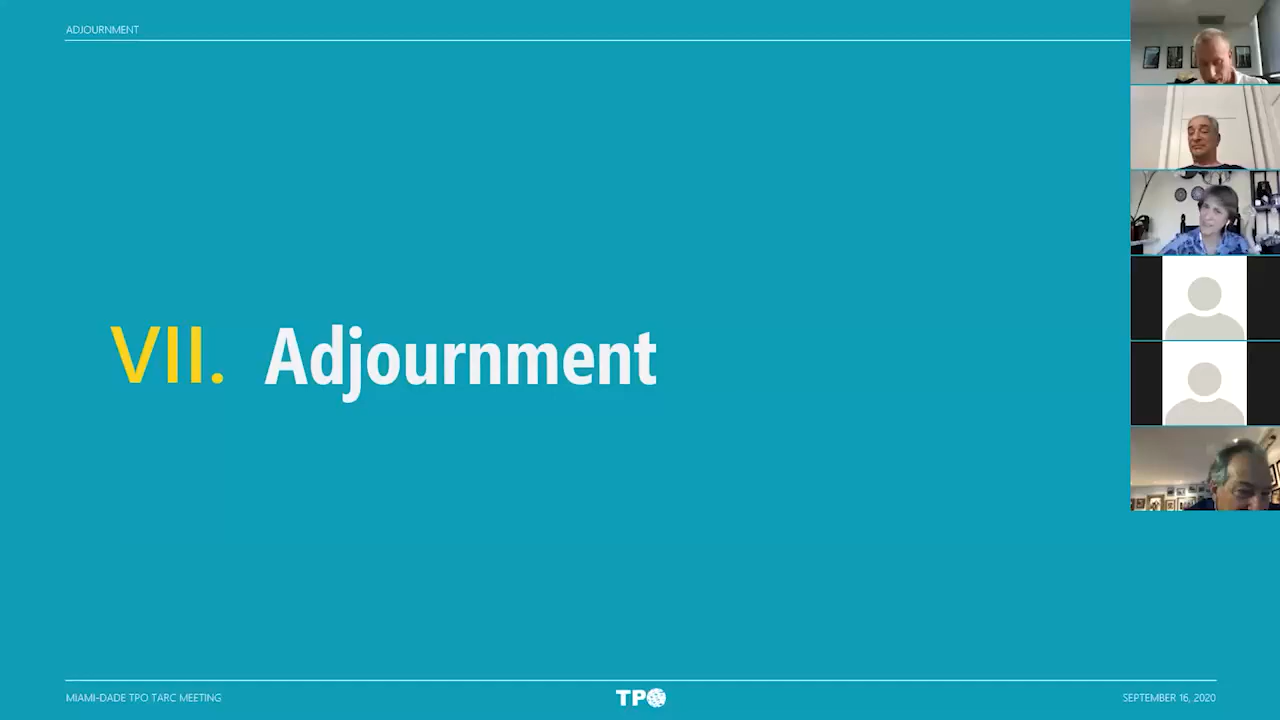 ADJOURNMENT
VII. Adjournment
MIAMI-DADE TPO TARC MEETING
TPO
SEPTEMBER 16, 2020